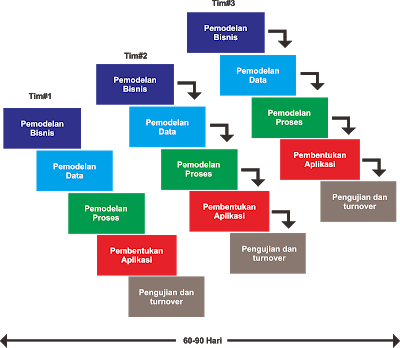 Tim#1
Pemodelan
Bisnis
Pemodelan
Data
Pemodelan
Proses
Pembentukan
Aplikasi
Pengujian dan
turnover
Tim#2
Pemodelan
Bisnis
Pemodelan
Data
Pemodelan
Proses
Pembentukan
Aplikasi
Pengujian dan
turnover
Tim#3
Pemodelan
Bisnis
Pemodelan
Data
Pemodelan
Proses
Pembentukan
Aplikasi
Pengujian dan
turnover
60-90 Hari